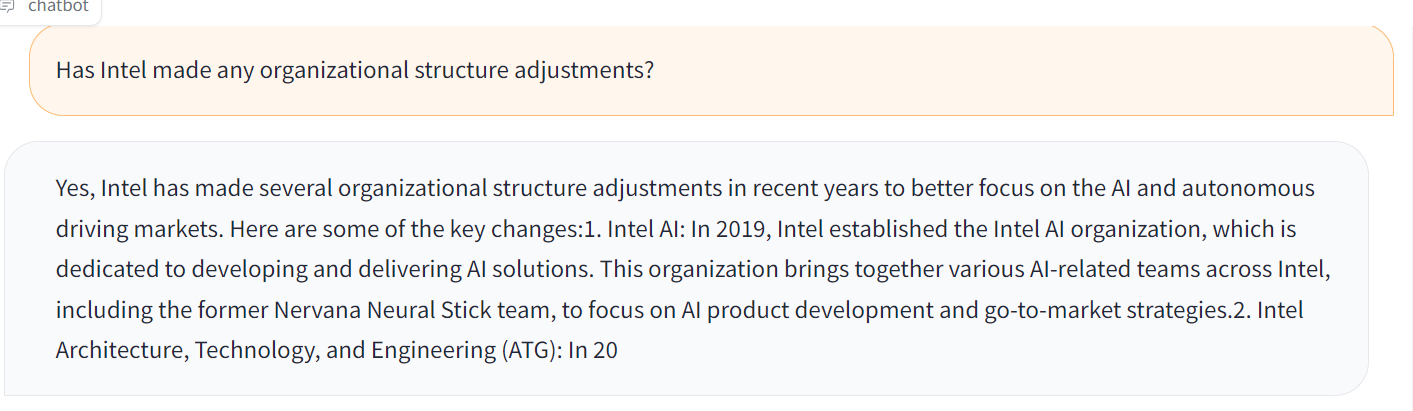 chatbot
Has Intel made any organizational structure adjustments?
Yes, Intel has made several organizational structure adjustments in recent years to better focus on the AI and autonomous
driving markets. Here are some of the key changes:1. Intel AI: In 2019, Intel established the Intel AI organization, which is
dedicated to developing and delivering AI solutions. This organization brings together various AI-related teams across Intel,
including the former Nervana Neural Stick team, to focus on AI product development and go-to-market strategies.2. Intel
Architecture, Technology, and Engineering (ATG): In 20